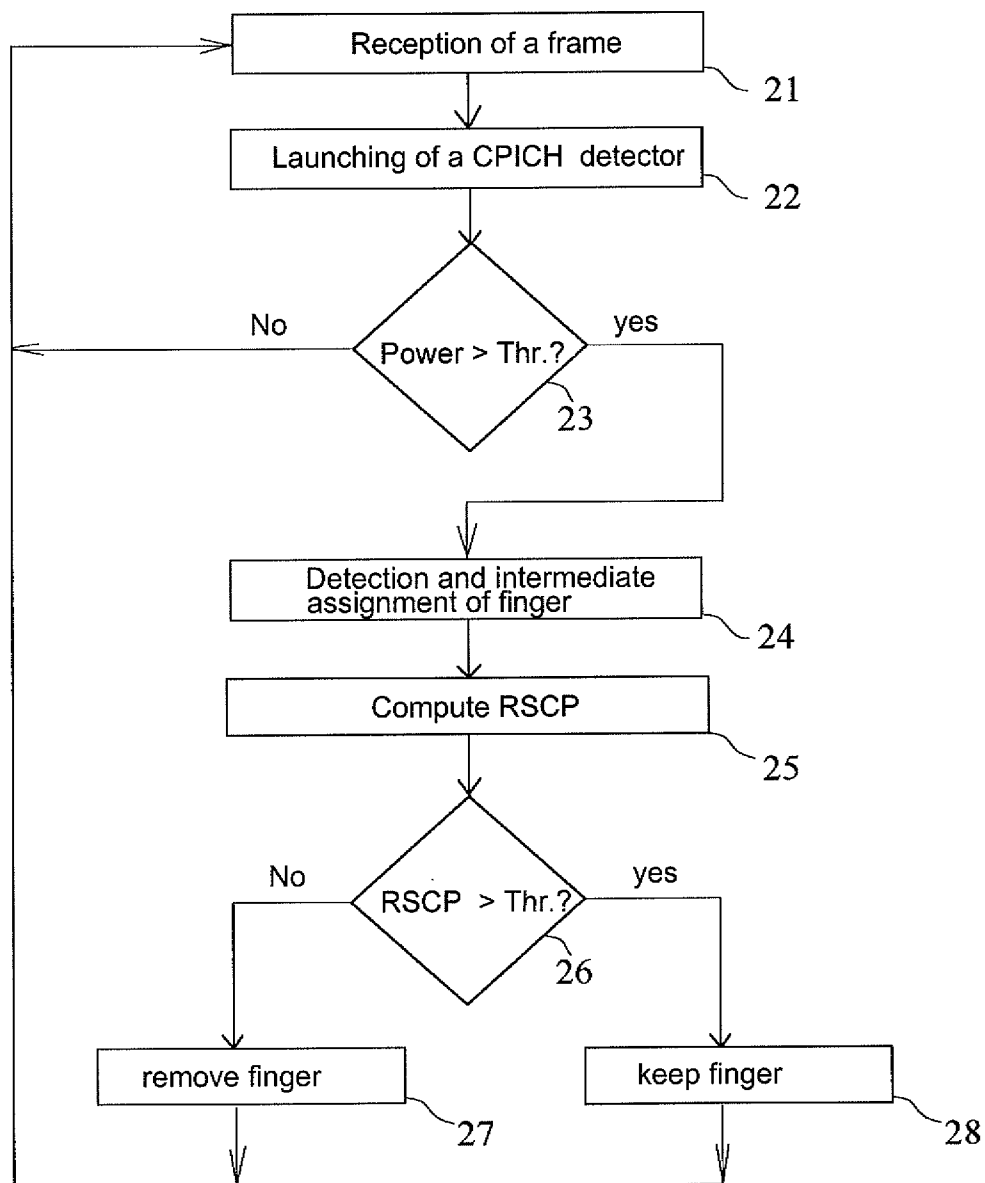 Reception of a frame
21
Launching of a CPICH detector
22
No
yes
Power > Thr.?
23
Detection and intermediate
assignment of finger
24
Compute RSCP
25
No
yes
RSCP > Thr.?
26
remove finger
27
keep finger
28